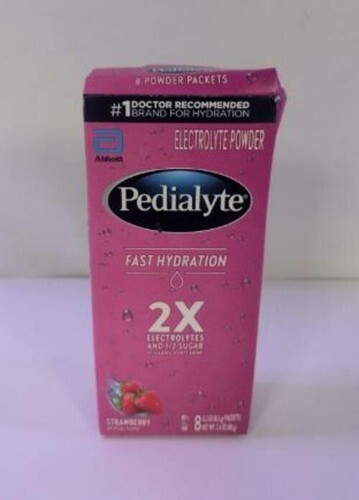 8 POWDER PACKETS
#1 DOCTOR RECOMMENDED
BRAND FOR HYDRATION
Abbott
ELECTROLYTE POWDER
Pedialyte®
FAST HYDRATION
2X
ELECTROLYTES
AND 1/2 SUGAR
STRAWBERRY
8